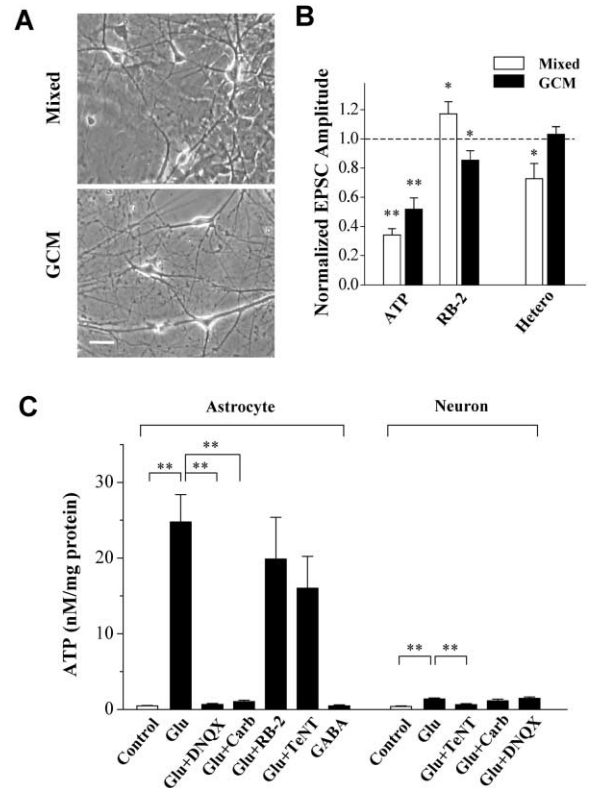 A
Mixed
GCM
B
Mixed
GCM
Normalized EPSC Amplitude
1.2
1.0
0.8
0.6
0.4
0.2
0.0
**
**
*
*
*
ATP
RB-2
Hetero
C
Astrocyte
Neuron
ATP (nM/mg protein)
30
20
10
0
**
**
**
**
**
Control
Glu
Glu+DNQX
Glu+Carb
Glu+RB-2
Glu+TeNT
GABA
Control
Glu
Glu+TeNT
Glu+Carb
Glu+DNQX